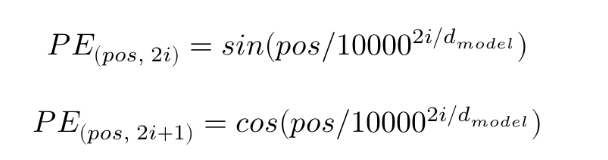 PE(pos, 2i) = sin(pos/10000^2i/d_model)
PE(pos, 2i+1) = cos(pos/10000^2i/d_model)